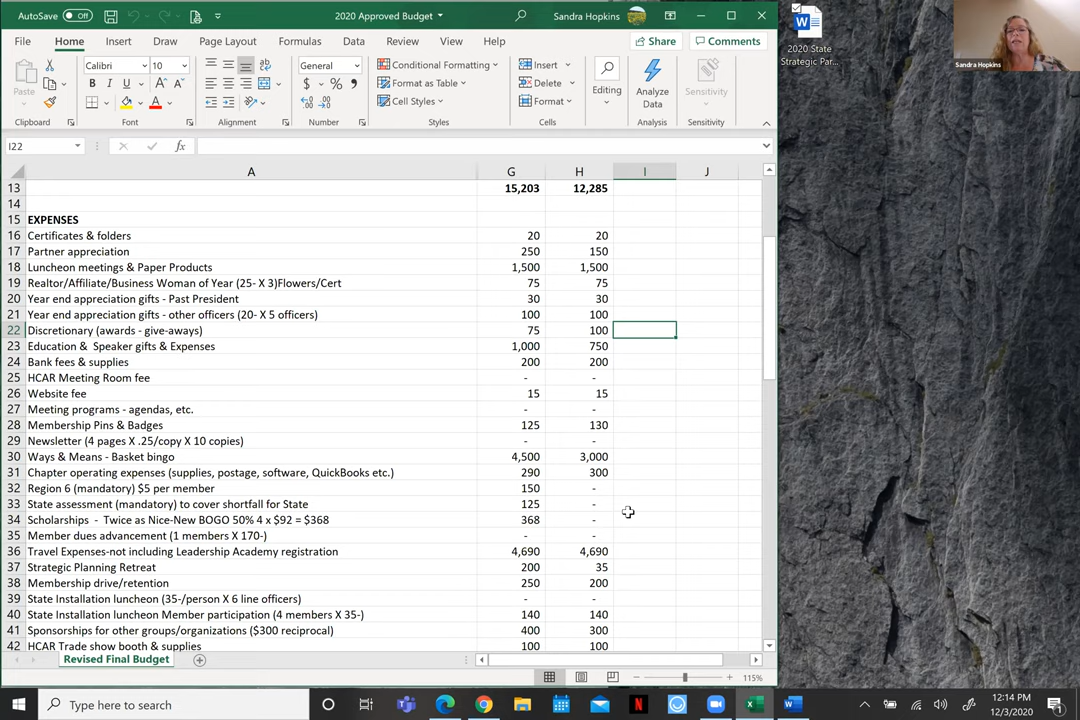 AutoSave Off 2020 Approved Budget Sandra Hopkins
File Home Insert Draw Page Layout Formulas Data Review View Help Share Comments
Paste Calibri 10 General Conditional Formatting Insert
B I U $ % Format as Table Delete Editing Analyze Data Sensitivity
Cell Styles Format
Clipboard Font Alignment Number Styles Cells Analysis Sensitivity
I22 fx
A G H I J
13 15,203 12,285
14
15 EXPENSES
16 Certificates & folders 20 20
17 Partner appreciation 250 150
18 Luncheon meetings & Paper Products 1,500 1,500
19 Realtor/Affiliate/Business Woman of Year (25- X 3)Flowers/Cert 75 75
20 Year end appreciation gifts - Past President 30 30
21 Year end appreciation gifts - other officers (20- X 5 officers) 100 100
22 Discretionary (awards - give-aways) 75 100
23 Education & Speaker gifts & Expenses 1,000 750
24 Bank fees & supplies 200 200
25 HCAR Meeting Room fee - -
26 Website fee 15 15
27 Meeting programs - agendas, etc. - -
28 Membership Pins & Badges 125 130
29 Newsletter (4 pages X .25/copy X 10 copies) - -
30 Ways & Means - Basket bingo 4,500 3,000
31 Chapter operating expenses (supplies, postage, software, QuickBooks etc.) 290 300
32 Region 6 (mandatory) $5 per member 150 -
33 State assessment (mandatory) to cover shortfall for State 125 -
34 Scholarships - Twice as Nice-New BOGO 50% 4 x $92 = $368 368 -
35 Member dues advancement (1 members X 170-) - -
36 Travel Expenses-not including Leadership Academy registration 4,690 4,690
37 Strategic Planning Retreat 200 35
38 Membership drive/retention 250 200
39 State Installation luncheon (35-/person X 6 line officers) - -
40 State Installation luncheon Member participation (4 members X 35-) 140 140
41 Sponsorships for other groups/organizations ($300 reciprocal) 400 300
42 HCAR Trade show booth & supplies 100 100
Revised Final Budget
115%
2020 State
Strategic Par...
Sandra Hopkins
Type here to search
12:14 PM
12/3/2020
1